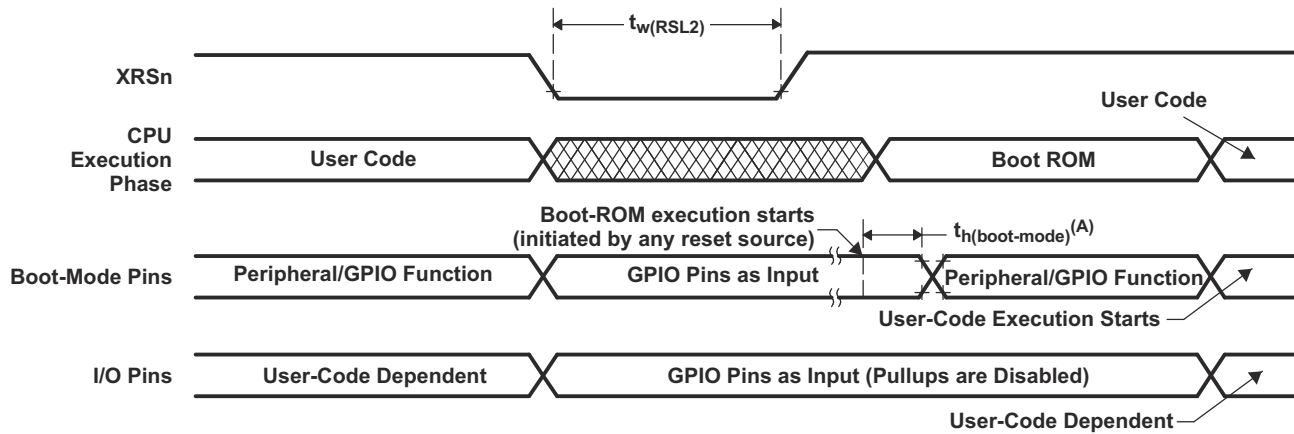 tw(RSL2)
XRSn
User Code
CPU
Execution
Phase
User Code
Boot ROM
Boot-ROM execution starts
(initiated by any reset source)
th(boot-mode)(A)
Boot-Mode Pins
Peripheral/GPIO Function
GPIO Pins as Input
Peripheral/GPIO Function
User-Code Execution Starts
I/O Pins
User-Code Dependent
GPIO Pins as Input (Pullups are Disabled)
User-Code Dependent